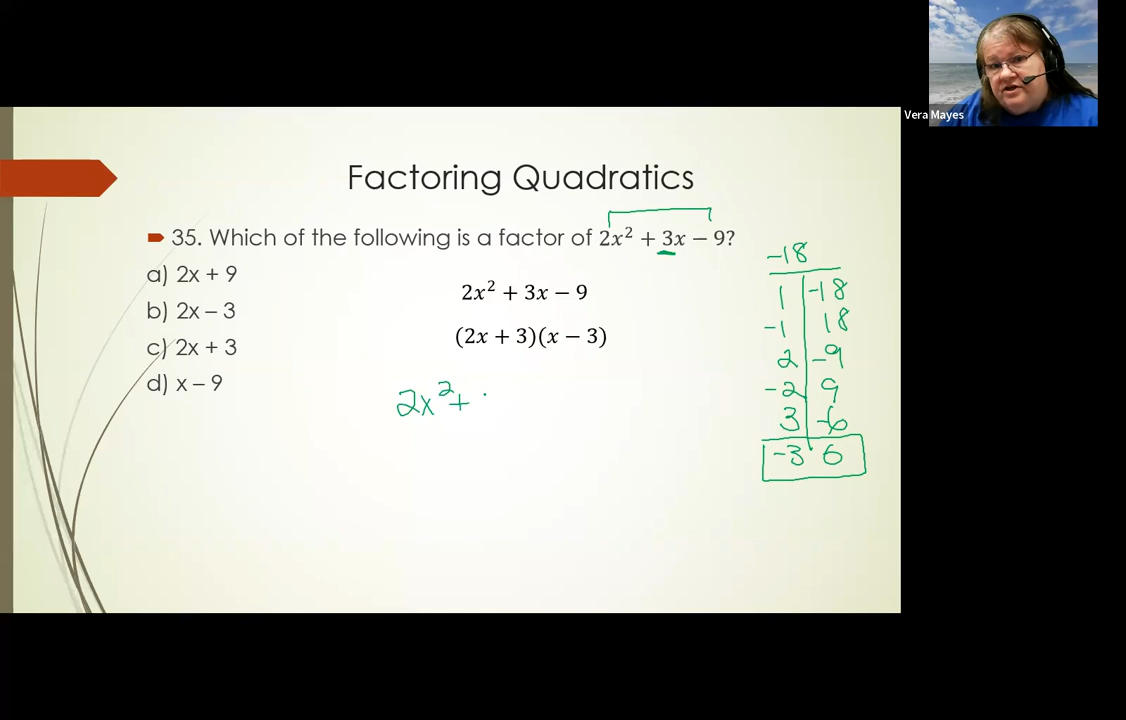 Vera Mayes
Factoring Quadratics
35. Which of the following is a factor of 2x² + 3x − 9?
a) 2x + 9
b) 2x – 3
c) 2x + 3
d) x – 9
2x² + 3x − 9
(2x + 3)(x − 3)
2x² +
-18
1 -18
-1 18
2 -9
-2 9
3 -6
-3 6